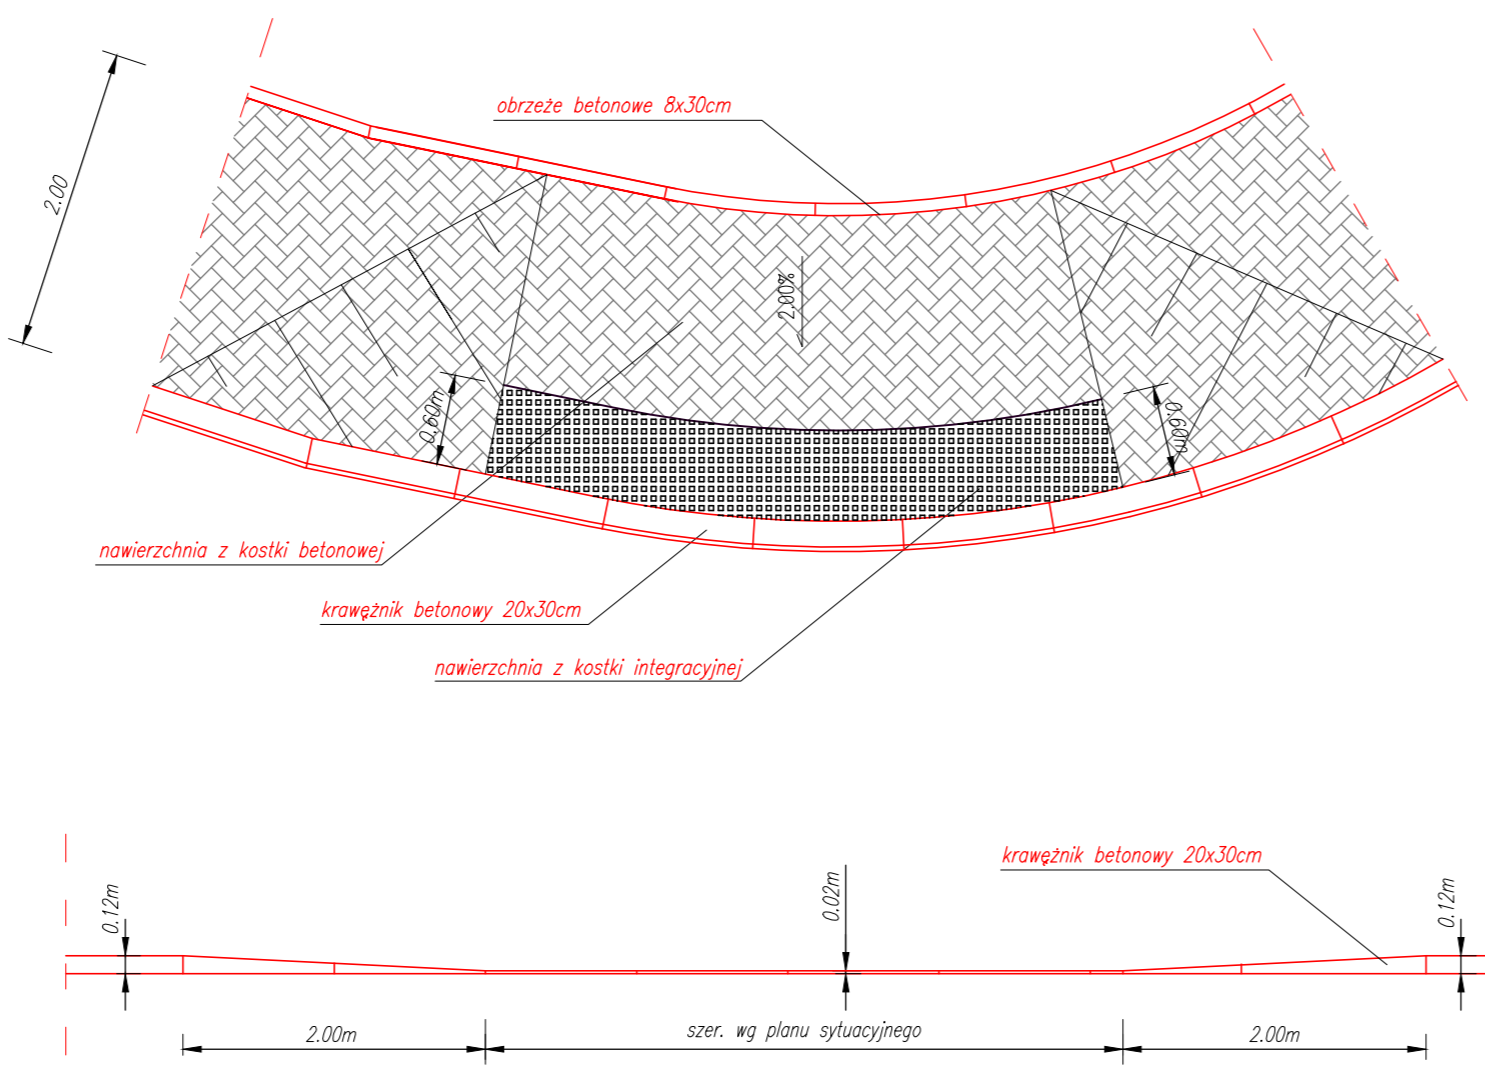 obrzeże betonowe 8x30cm
2.00
2.00%
0.60m
0.60m
nawierzchnia z kostki betonowej
krawężnik betonowy 20x30cm
nawierzchnia z kostki integracyjnej
krawężnik betonowy 20x30cm
0.12m
0.02m
0.12m
2.00m
szer. wg planu sytuacyjnego
2.00m